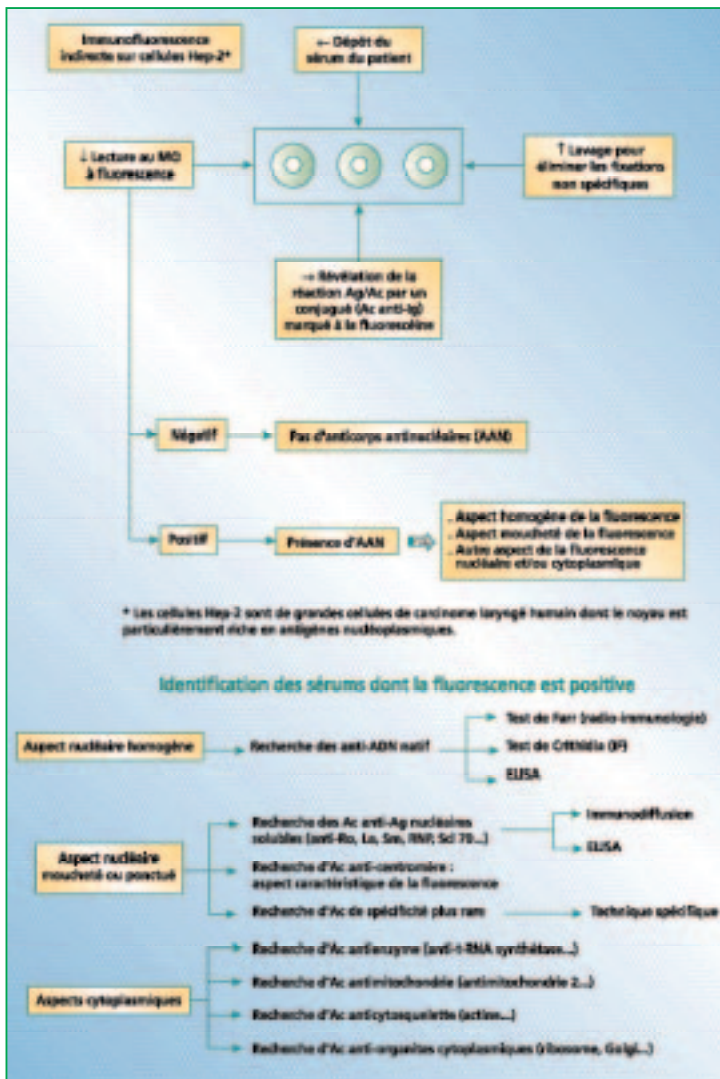 Immunofluorescence
indirecte sur cellules Hep-2*
← Dépôt du
sérum du patient
↓ Lecture au MO
à fluorescence
↑ Lavage pour
éliminer les fixations
non spécifiques
→ Révélation de la
réaction Ag/Ac par un
conjugué (Ac anti-Ig)
marqué à la fluorescéine
Négatif
Pas d'anticorps antinucléaires (AAN)
Positif
Présence d'AAN
. Aspect homogène de la fluorescence
. Aspect moucheté de la fluorescence
. Autre aspect de la fluorescence
nucléaire et/ou cytoplasmique
* Les cellules Hep-2 sont de grandes cellules de carcinome laryngé humain dont le noyau est
particulièrement riche en antigènes nucléoplasmiques.
Identification des sérums dont la fluorescence est positive
Aspect nucléaire homogène
Recherche des anti-ADN natif
Test de Farr (radio-immunologie)
Test de Crithidia (IF)
ELISA
Aspect nucléaire
moucheté ou ponctué
Recherche des Ac anti-Ag nucléaires
solubles (anti-Ro, La, Sm, RNP, Scl 70...)
Immunodiffusion
ELISA
Recherche d'Ac anti-centromère :
aspect caractéristique de la fluorescence
Recherche d'Ac de spécificité plus rare
Technique spécifique
Aspects cytoplasmiques
Recherche d'Ac antienzyme (anti-t-RNA synthétase...)
Recherche d'Ac antimitochondrie (antimitochondrie 2...)
Recherche d'Ac anticytosquelette (actine...)
Recherche d'Ac anti-organites cytoplasmiques (ribosome, Golgi...)